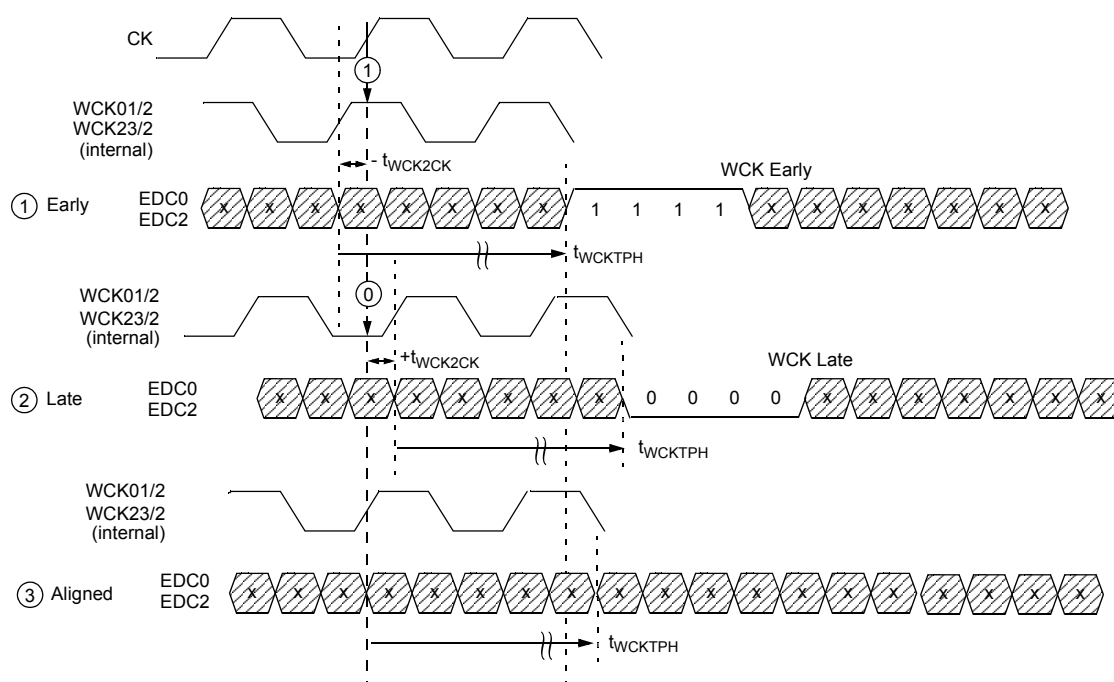 CK
1
WCK01/2
WCK23/2
(internal)
- tWCK2CK
WCK Early
1 Early
EDC0
EDC2
x x x x x x x x 1 1 1 1 x x x x x x x
tWCKTPH
0
WCK01/2
WCK23/2
(internal)
+tWCK2CK
WCK Late
2 Late
EDC0
EDC2
x x x x x x x x 0 0 0 0 x x x x x x x
tWCKTPH
WCK01/2
WCK23/2
(internal)
3 Aligned
EDC0
EDC2
x x x x x x x x x x x x x x x x x x x
tWCKTPH